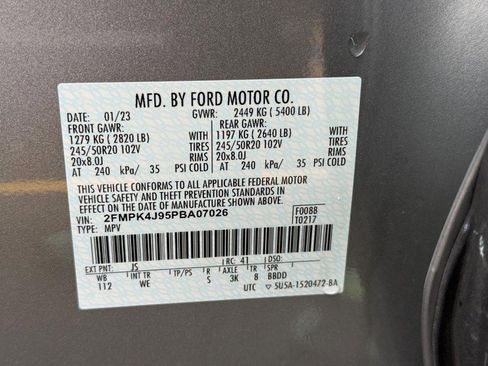 MFD. BY FORD MOTOR CO.
DATE: 01/23 GVWR: 2449 KG (5400 LB)
FRONT GAWR: REAR GAWR:
1279 KG (2820 LB) WITH 1197 KG (2640 LB) WITH
245/50R20 102V TIRES 245/50R20 102V TIRES
20x8.0J RIMS 20x8.0J RIMS
AT 240 kPa/ 35 PSI COLD AT 240 kPa/ 35 PSI COLD
THIS VEHICLE CONFORMS TO ALL APPLICABLE FEDERAL MOTOR
VEHICLE SAFETY AND THEFT PREVENTION STANDARDS IN
EFFECT ON THE DATE OF MANUFACTURE SHOWN ABOVE.
VIN: 2FMPK4J95PBA07026 F0088
TYPE: MPV T0217
EXT PNT: JS RC: 41 DSO:
WB INT TR TP/PS R AXLE TR SPR
112 WE S 3K 8 BBDD
UTC ▽ 5U5A-1520472-BA